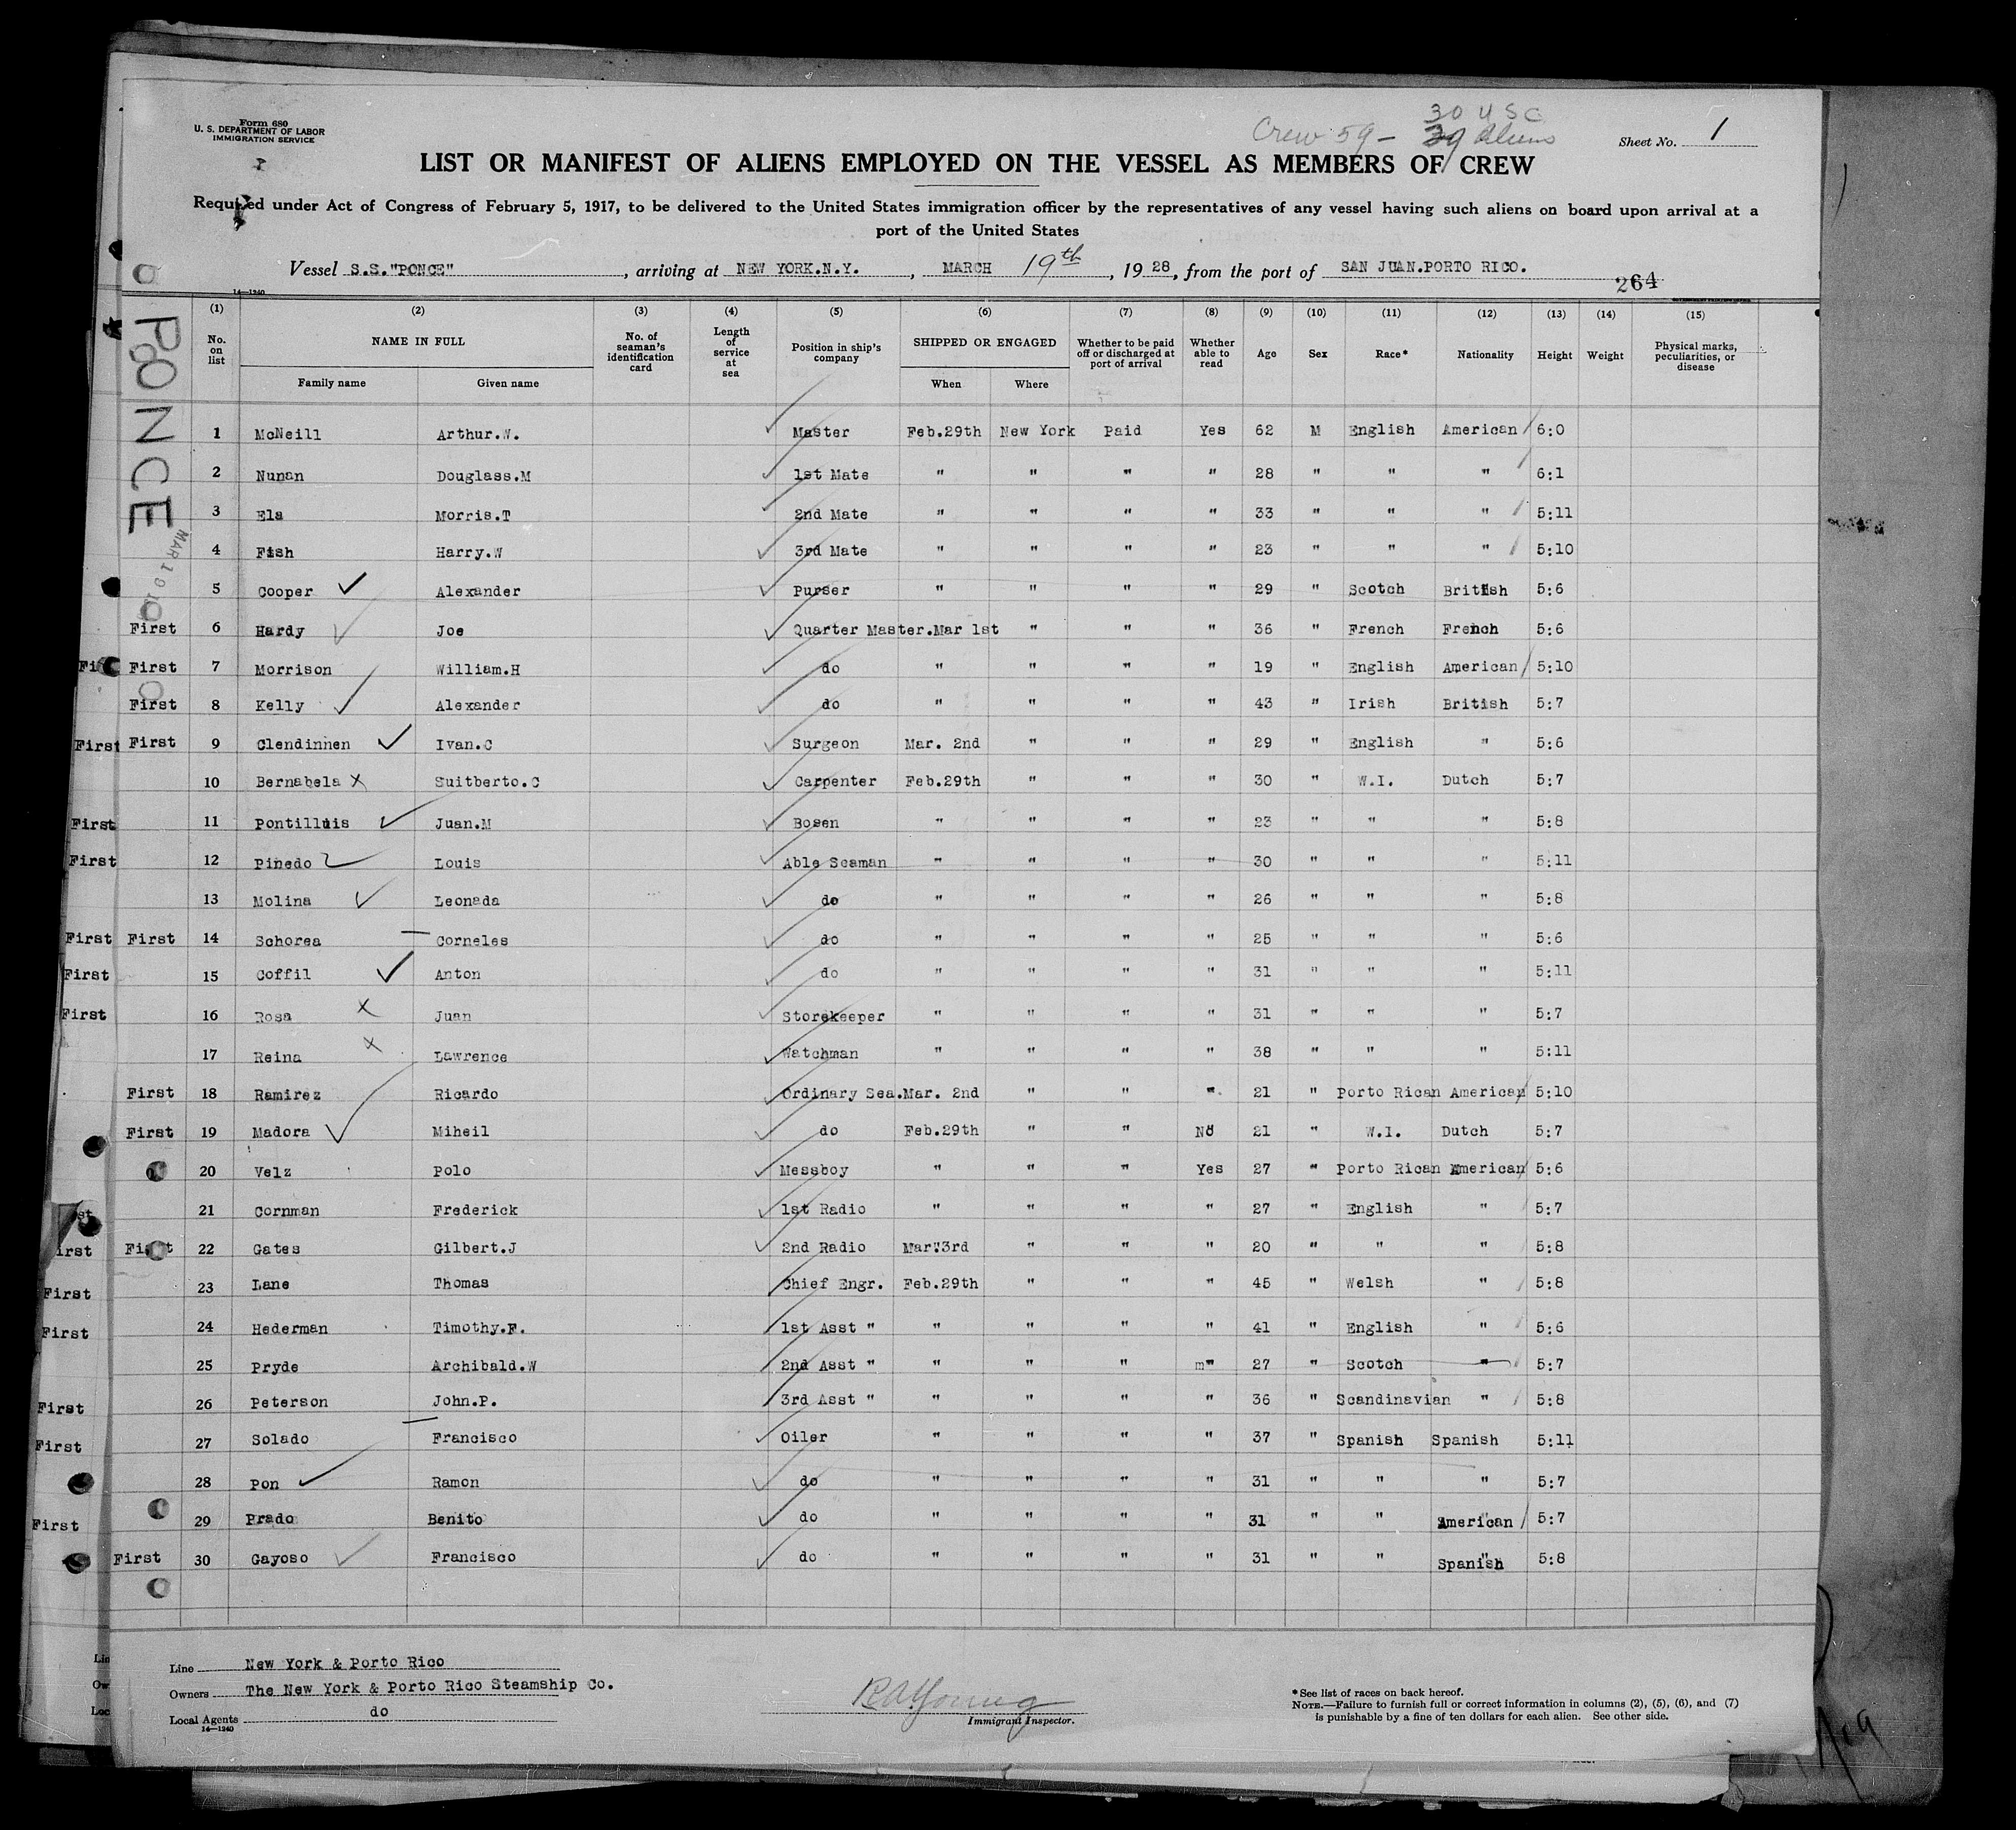 Form 680
U. S. DEPARTMENT OF LABOR
IMMIGRATION SERVICE
30 U S C
Crew 59 - 29 Aliens
Sheet No. 1
LIST OR MANIFEST OF ALIENS EMPLOYED ON THE VESSEL AS MEMBERS OF CREW
Required under Act of Congress of February 5, 1917, to be delivered to the United States immigration officer by the representatives of any vessel having such aliens on board upon arrival at a
port of the United States
Vessel S.S."PONCE", arriving at NEW YORK.N.Y., MARCH 19th, 1928, from the port of SAN JUAN.PORTO RICO.
264
14—1240
PONCE
(1) (2) (3) (4) (5) (6) (7) (8) (9) (10) (11) (12) (13) (14) (15)
No. on list NAME IN FULL No. of seaman's identification card Length of service at sea Position in ship's company SHIPPED OR ENGAGED Whether to be paid off or discharged at port of arrival Whether able to read Age Sex Race* Nationality Height Weight Physical marks, peculiarities, or disease
Family name Given name When Where
1 McNeill Arthur.W. Master Feb.29th New York Paid Yes 62 M English American 6:0
2 Nunan Douglass.M 1st Mate " " " " 28 " " " 6:1
3 Ela Morris.T 2nd Mate " " " " 33 " " " 5:11
4 Fish Harry.W 3rd Mate " " " " 23 " " " 5:10
5 Cooper Alexander Purser " " " " 29 " Scotch British 5:6
First 6 Hardy Joe Quarter Master.Mar 1st " " " 36 " French French 5:6
First 7 Morrison William.H do " " " " 19 " English American 5:10
First 8 Kelly Alexander do " " " " 43 " Irish British 5:7
First First 9 Clendinnen Ivan.C Surgeon Mar. 2nd " " " 29 " English " 5:6
10 Bernabela Suitberto.C Carpenter Feb.29th " " " 30 " W.I. Dutch 5:7
First 11 Pontilluis Juan.M Bosen " " " " 23 " " " 5:8
First 12 Pinedo Louis Able Seaman " " " " 30 " " " 5:11
13 Molina Leonada do " " " " 26 " " " 5:8
First First 14 Schorea Corneles do " " " " 25 " " " 5:6
First 15 Coffil Anton do " " " " 31 " " " 5:11
First 16 Rosa Juan Storekeeper " " " " 31 " " " 5:7
17 Reina Lawrence Watchman " " " " 38 " " " 5:11
First 18 Ramirez Ricardo Ordinary Sea.Mar. 2nd " " " 21 " Porto Rican American 5:10
First 19 Madora Miheil do Feb.29th " " No 21 " W.I. Dutch 5:7
20 Velz Polo Messboy " " " Yes 27 " Porto Rican American 5:6
21 Cornman Frederick 1st Radio " " " " 27 " English " 5:7
First 22 Gates Gilbert.J 2nd Radio Mar"3rd " " " 20 " " " 5:8
First 23 Lane Thomas Chief Engr. Feb.29th " " " 45 " Welsh " 5:8
First 24 Hederman Timothy.F. 1st Asst " " " " " 41 " English " 5:6
25 Pryde Archibald.W 2nd Asst " " " " m" 27 " Scotch " 5:7
First 26 Peterson John.P. 3rd Asst " " " " " 36 " Scandinavian " 5:8
First 27 Solado Francisco Oiler " " " " 37 " Spanish Spanish 5:11
28 Pon Ramon do " " " " 31 " " " 5:7
First 29 Prado Benito do " " " " 31 " " American 5:7
First 30 Gayoso Francisco do " " " " 31 " " Spanish 5:8
Line New York & Porto Rico
Owners The New York & Porto Rico Steamship Co.
Local Agents do
14—1240
R A Young
Immigrant Inspector.
*See list of races on back hereof.
NOTE.—Failure to furnish full or correct information in columns (2), (5), (6), and (7)
is punishable by a fine of ten dollars for each alien. See other side.